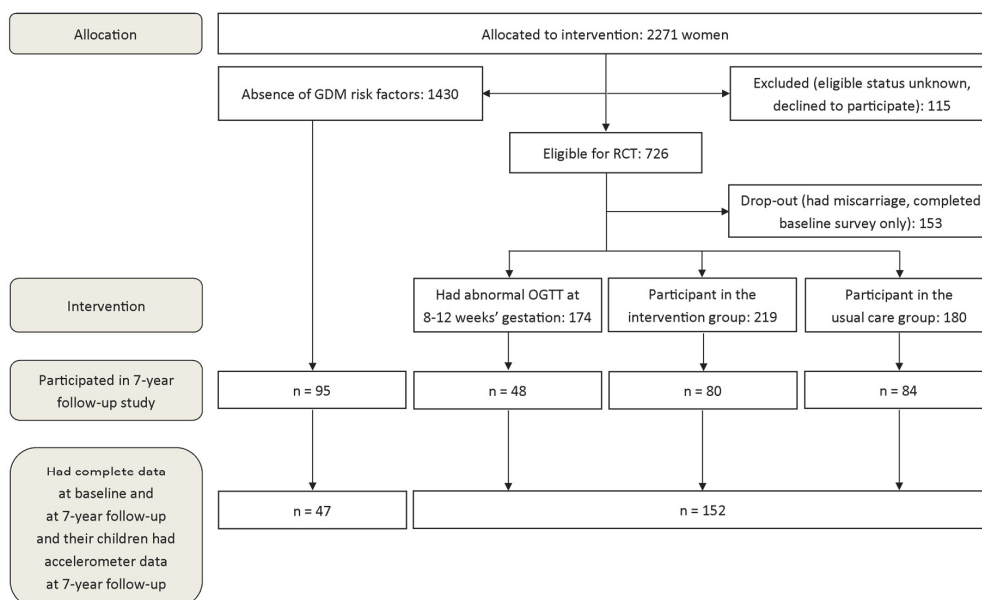 Allocation
Allocated to intervention: 2271 women
Absence of GDM risk factors: 1430
Excluded (eligible status unknown,
declined to participate): 115
Eligible for RCT: 726
Drop-out (had miscarriage, completed
baseline survey only): 153
Intervention
Had abnormal OGTT at
8-12 weeks’ gestation: 174
Participant in the
intervention group: 219
Participant in the
usual care group: 180
Participated in 7-year
follow-up study
n = 95
n = 48
n = 80
n = 84
Had complete data
at baseline and
at 7-year follow-up
and their children had
accelerometer data
at 7-year follow-up
n = 47
n = 152